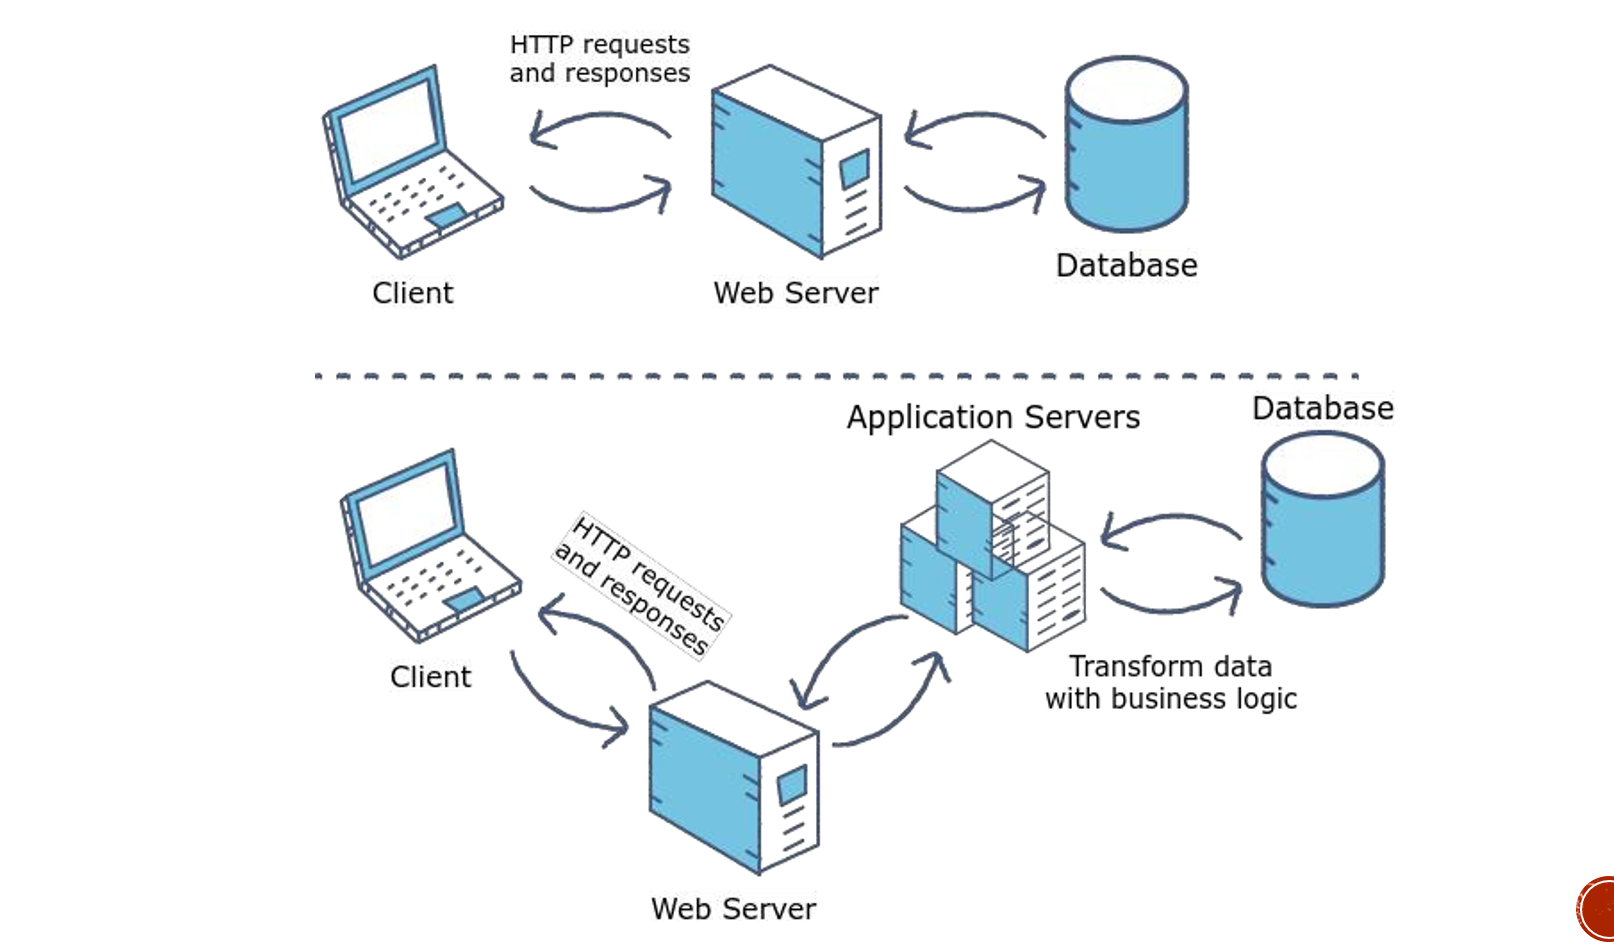 HTTP requests
and responses
Client
Web Server
Database
Application Servers
Database
HTTP requests
and responses
Client
Transform data
with business logic
Web Server